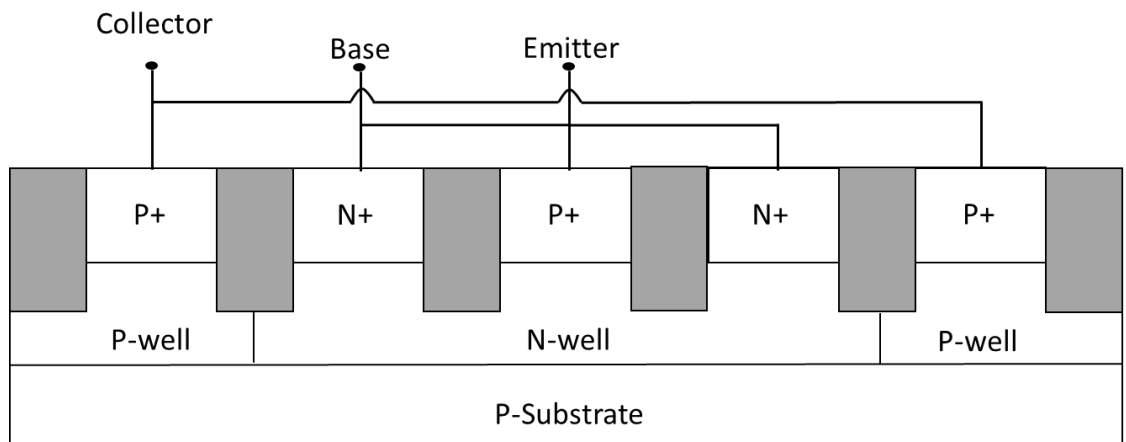 Collector
Base
Emitter
P+
N+
P+
N+
P+
P-well
N-well
P-well
P-Substrate